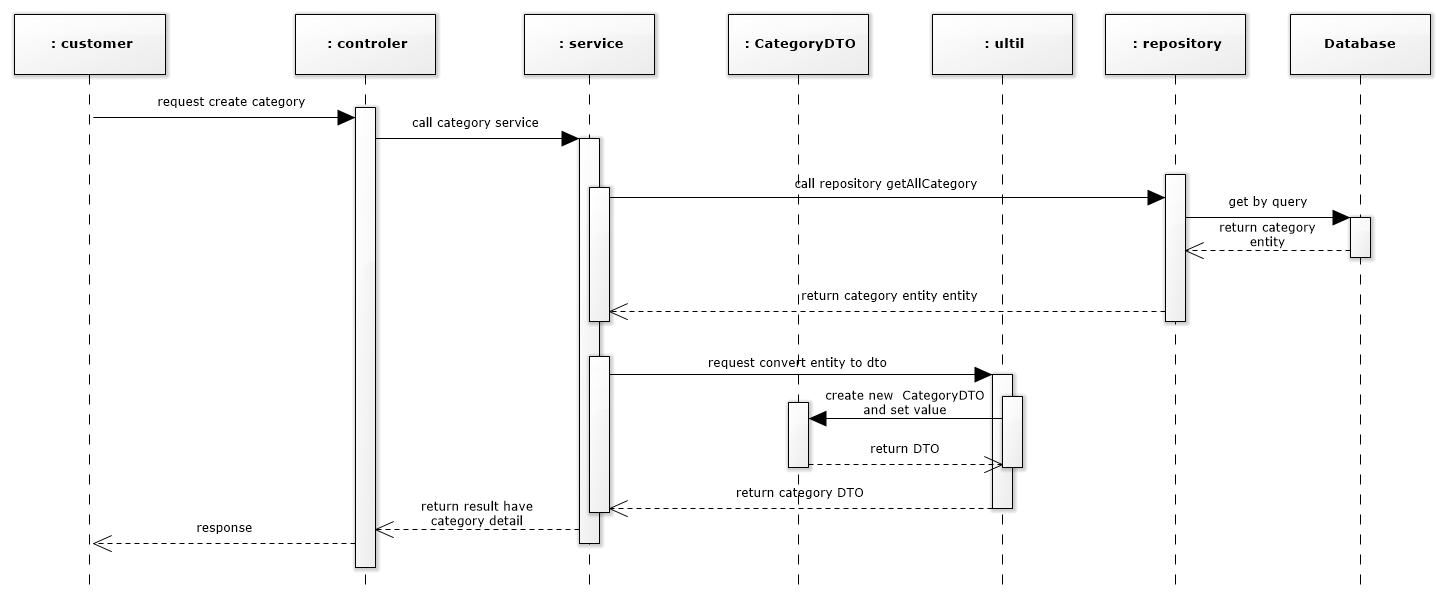 : customer
: controler
: service
: CategoryDTO
: ultil
: repository
Database
request create category
call category service
call repository getAllCategory
get by query
return category
entity
return category entity entity
request convert entity to dto
create new  CategoryDTO
and set value
return DTO
return category DTO
return result have
category detail
response